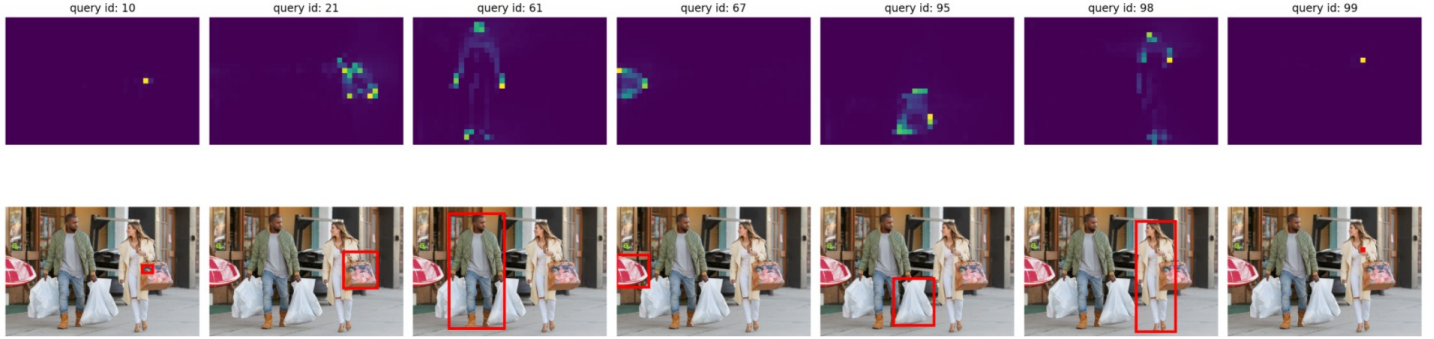 query id: 10
query id: 21
query id: 61
query id: 67
query id: 95
query id: 98
query id: 99